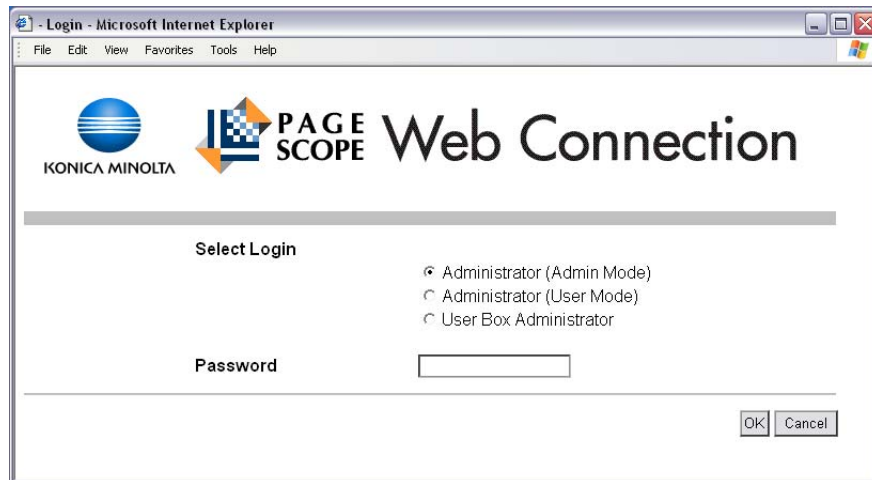 - Login - Microsoft Internet Explorer
File Edit View Favorites Tools Help
KONICA MINOLTA
PAGE
SCOPE
Web Connection
Select Login
Administrator (Admin Mode)
Administrator (User Mode)
User Box Administrator
Password
OK Cancel